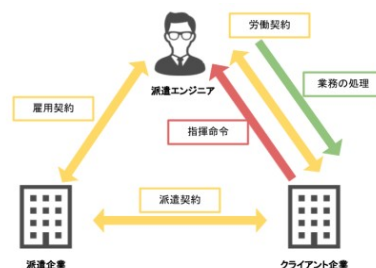 労働契約
業務の処理
派遣エンジニア
雇用契約
指揮命令
派遣契約
派遣企業
クライアント企業